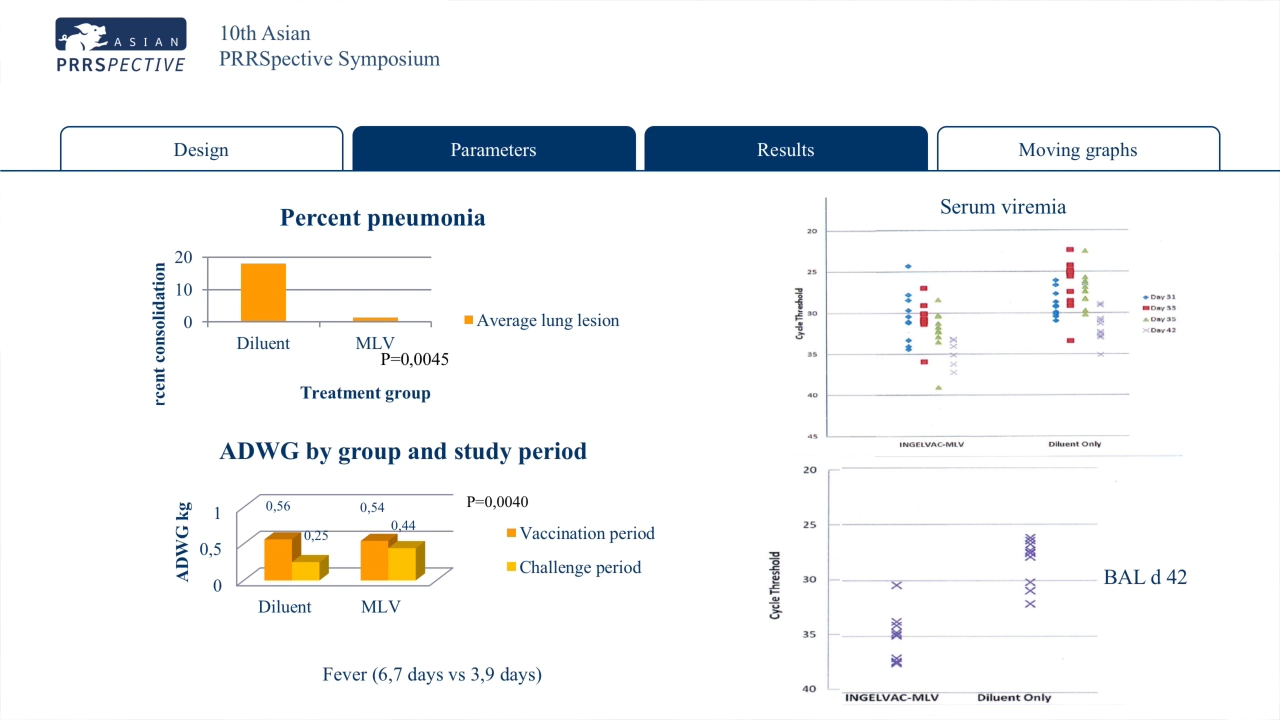 ASIAN
PRRSPECTIVE
10th Asian
PRRSpective Symposium
Design
Parameters
Results
Moving graphs
Percent pneumonia
rcent consolidation
20
10
0
Diluent
MLV
P=0,0045
Average lung lesion
Treatment group
ADWG by group and study period
ADWG kg
1
0,5
0
0,56
0,25
0,54
0,44
P=0,0040
Vaccination period
Challenge period
Diluent
MLV
Fever (6,7 days vs 3,9 days)
Serum viremia
Cycle Threshold
20
25
30
35
40
45
INGELVAC-MLV
Diluent Only
Day 31
Day 33
Day 35
Day 42
Cycle Threshold
20
25
30
35
40
INGELVAC-MLV
Diluent Only
BAL d 42